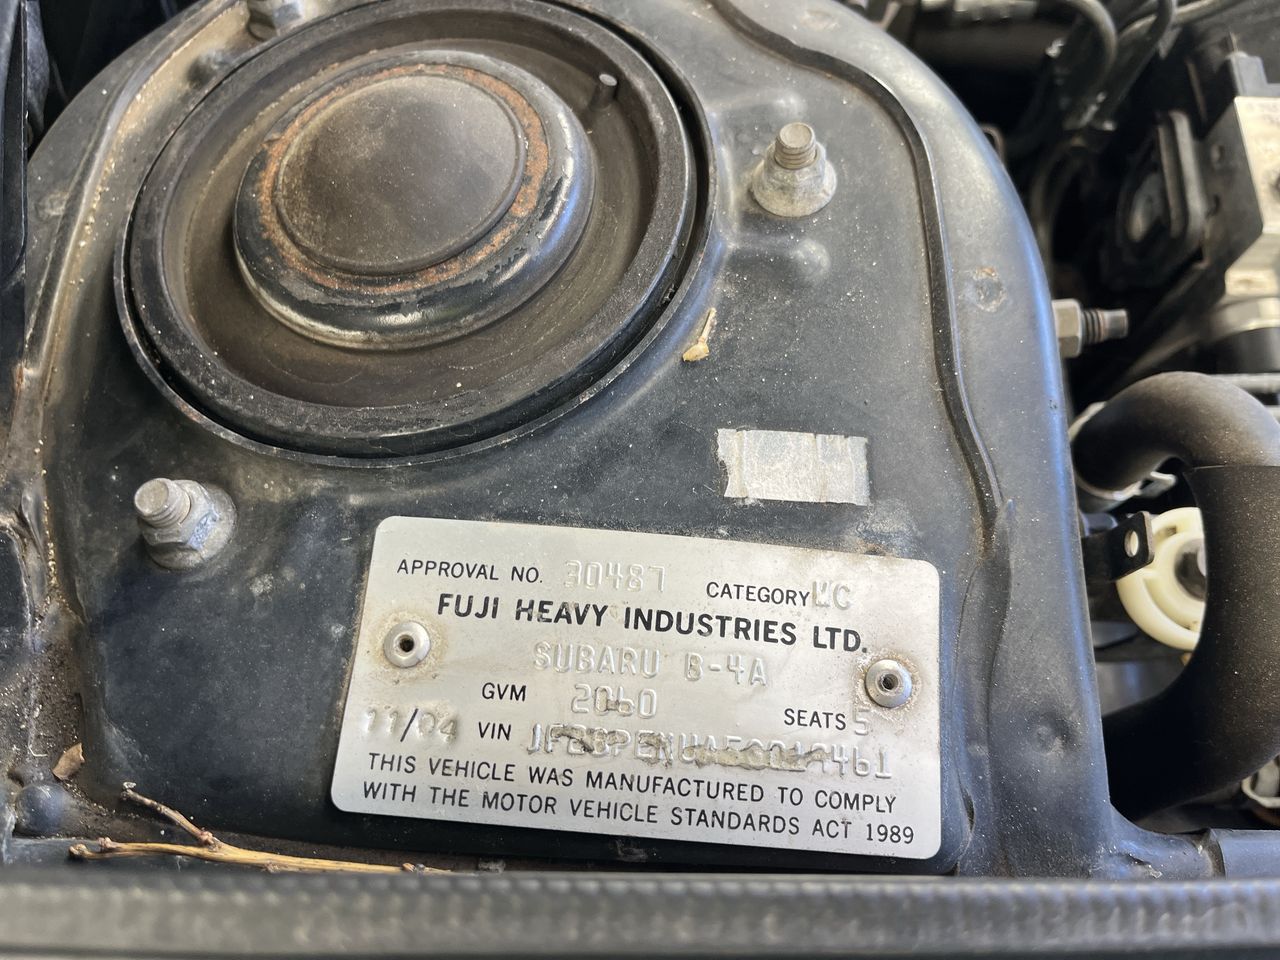 APPROVAL NO. 30487 CATEGORY
FUJI HEAVY INDUSTRIES LTD.
SUBARU B-4A
GVM 2060
SEATS 5
11/04 VIN
THIS VEHICLE WAS MANUFACTURED TO COMPLY
WITH THE MOTOR VEHICLE STANDARDS ACT 1989